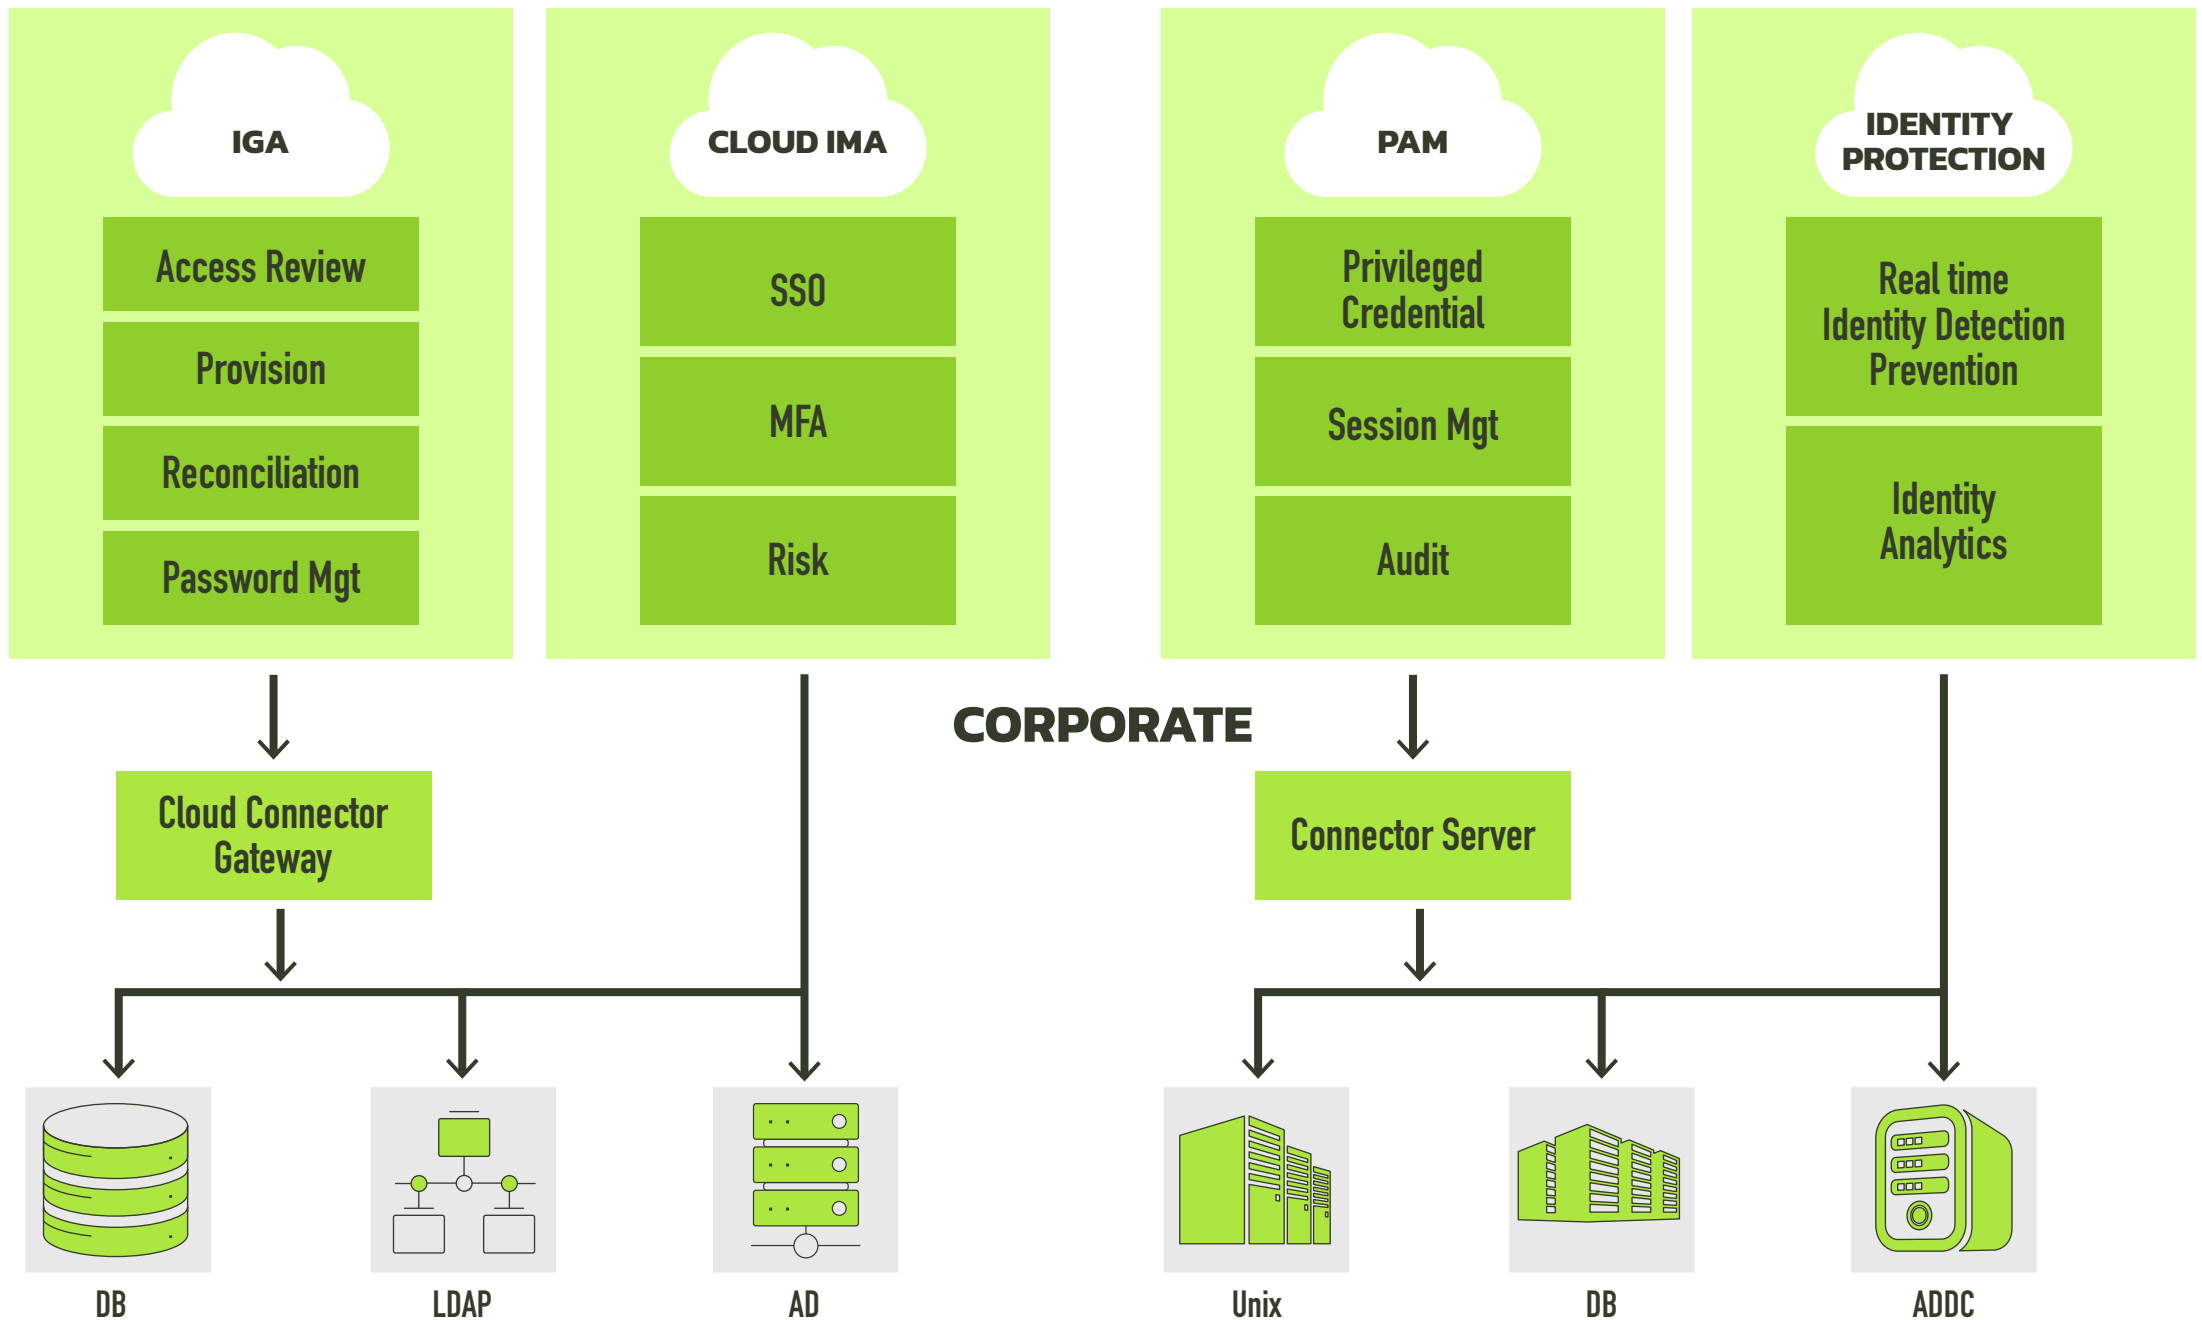 IGA
Access Review
Provision
Reconciliation
Password Mgt
CLOUD IMA
SSO
MFA
Risk
PAM
Privileged
Credential
Session Mgt
Audit
IDENTITY
PROTECTION
Real time
Identity Detection
Prevention
Identity
Analytics
CORPORATE
Cloud Connector
Gateway
Connector Server
DB
LDAP
AD
Unix
DB
ADDC